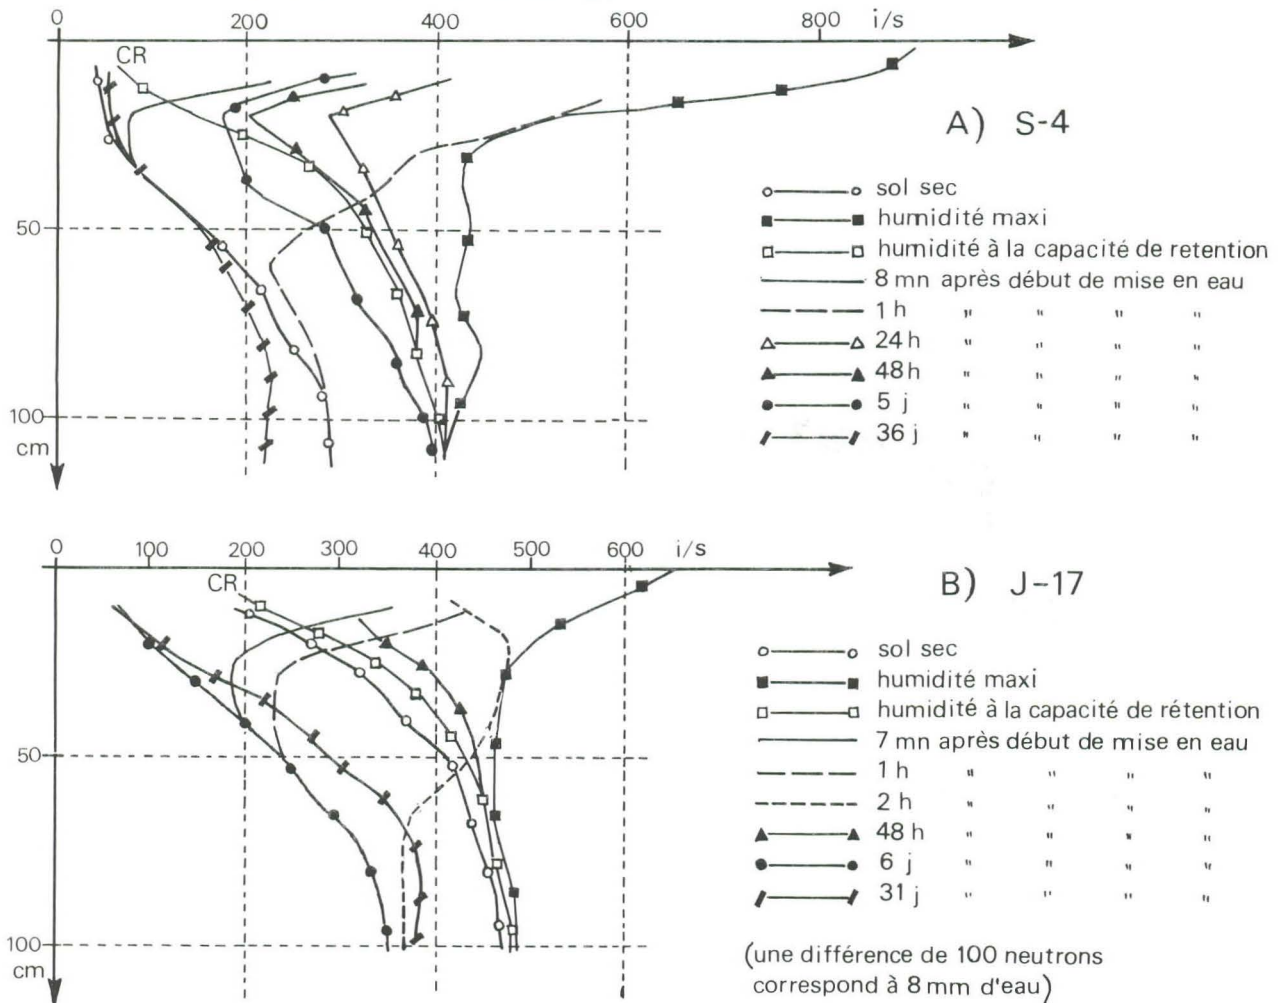 0 200 400 600 800 i/s
CR
50
100
cm
A) S-4
sol sec
humidité maxi
humidité à la capacité de retention
8 mn après début de mise en eau
1 h " " " "
24 h " " " "
48 h " " " "
5 j " " " "
36 j " " " "
0 100 200 300 400 500 600 i/s
CR
50
100
cm
B) J-17
sol sec
humidité maxi
humidité à la capacité de rétention
7 mn après début de mise en eau
1 h " " " "
2 h " " " "
48 h " " " "
6 j " " " "
31 j " " " "
(une différence de 100 neutrons
correspond à 8 mm d'eau)